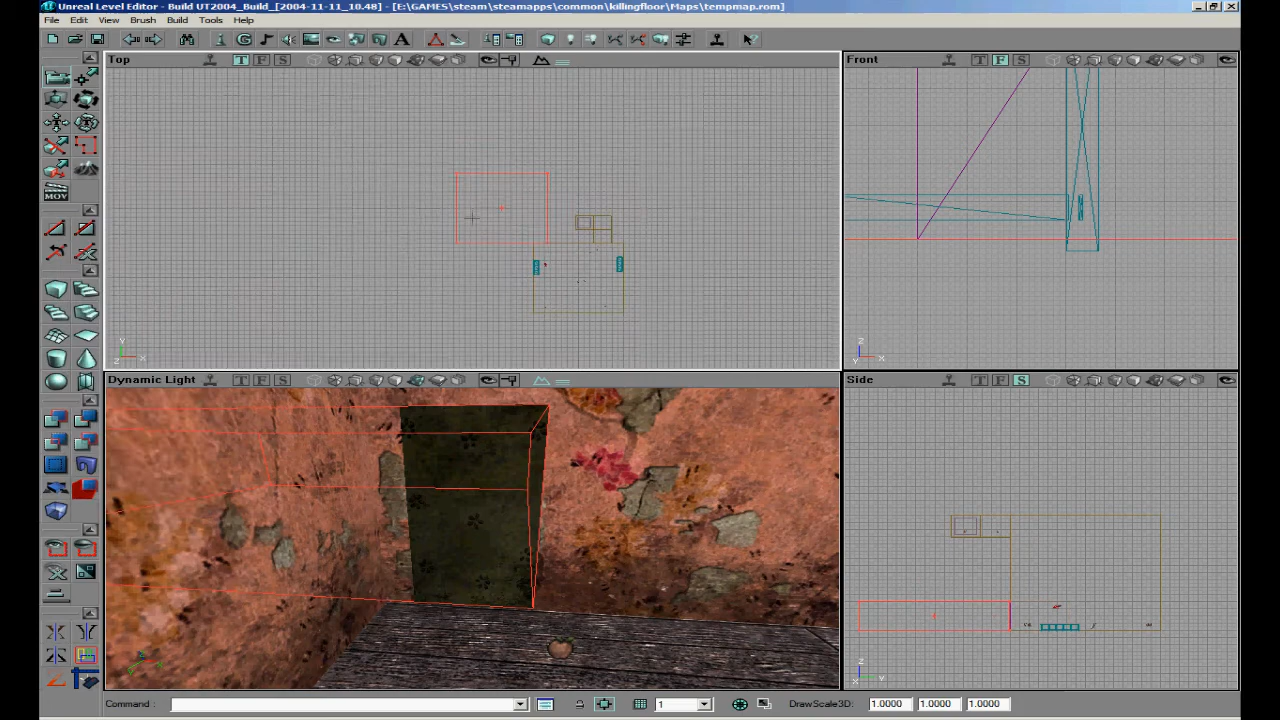 Unreal Level Editor - Build UT2004_Build_[2004-11-11_10.48] - [E:\GAMES\steam\steamapps\common\killingfloor\Maps\tempmap.rom]
File Edit View Brush Build Tools Help
Top T F S
Front T F S
Y
Z X
Z
X
MOV
Dynamic Light T F S
Side T F S
Z
X Y
Command : 1 DrawScale3D: 1.0000 1.0000 1.0000